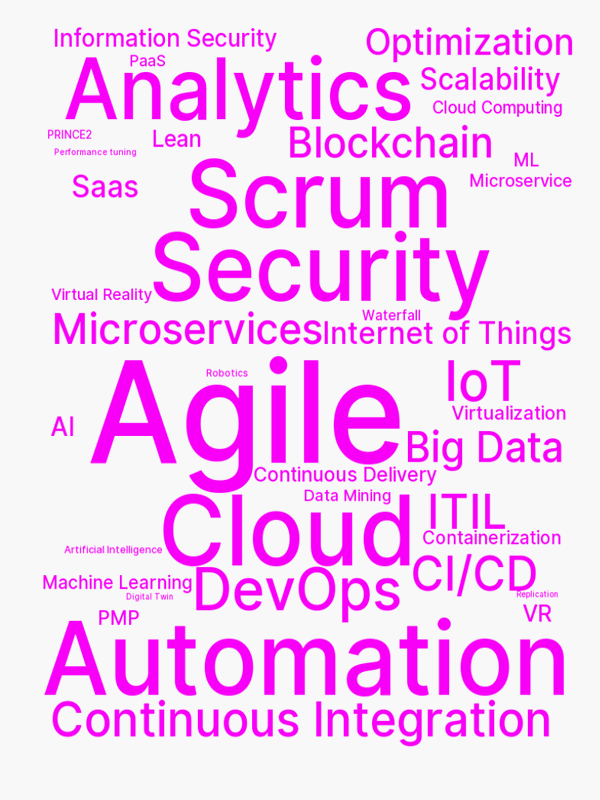 Information Security
Optimization
PaaS
Analytics
Scalability
Cloud Computing
PRINCE2
Lean
Blockchain
Performance tuning
ML
Saas
Scrum
Microservice
Security
Virtual Reality
Waterfall
Microservices
Internet of Things
Robotics
IoT
Agile
Virtualization
AI
Big Data
Continuous Delivery
Data Mining
Cloud
ITIL
Containerization
Artificial Intelligence
CI/CD
Machine Learning
DevOps
Digital Twin
Replication
PMP
VR
Automation
Continuous Integration